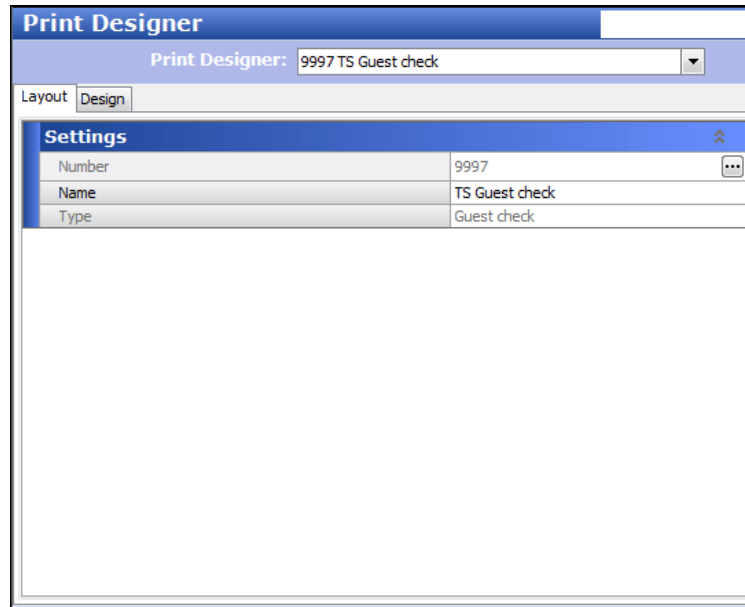 Print Designer
Print Designer: 9997 TS Guest check
Layout Design
Settings
Number 9997
Name TS Guest check
Type Guest check